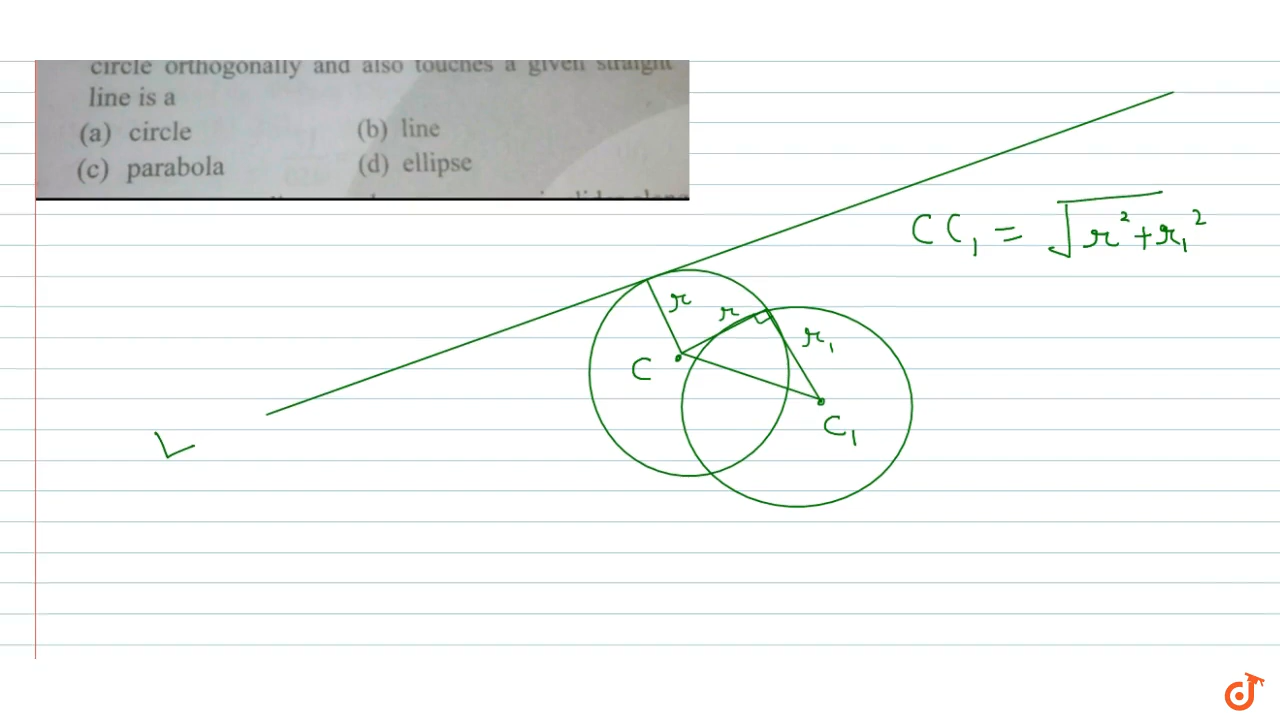 circle orthogonally and also touches a given straight
line is a
(a) circle (b) line
(c) parabola (d) ellipse
CC₁ = √r² + r₁²
r
r
r₁
C
C₁